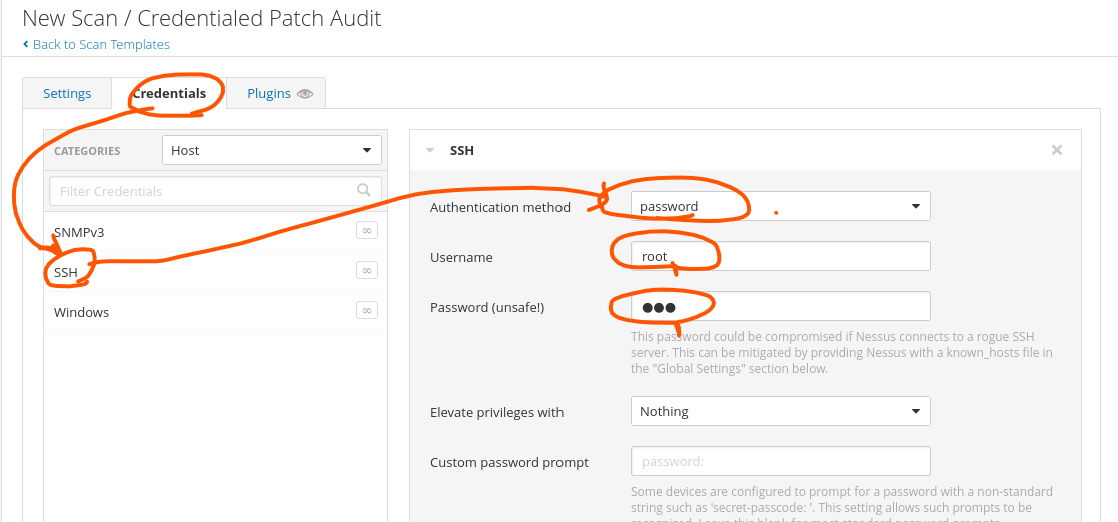 New Scan / Credentialed Patch Audit
Back to Scan Templates
Settings
Credentials
Plugins
CATEGORIES
Host
Filter Credentials
SNMPv3
SSH
Windows
SSH
Authentication method
password
Username
root
Password (unsafe!)
This password could be compromised if Nessus connects to a rogue SSH
server. This can be mitigated by providing Nessus with a known_hosts file in
the "Global Settings" section below.
Elevate privileges with
Nothing
Custom password prompt
password:
Some devices are configured to prompt for a password with a non-standard
string such as 'secret-passcode: '. This setting allows such prompts to be